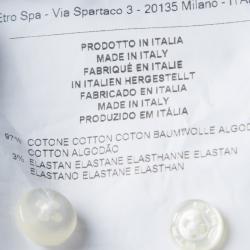 Etro Spa - Via Spartaco 3 - 20135 Milano - ITA
PRODOTTO IN ITALIA
MADE IN ITALY
FABRIQUÉ EN ITALIE
IN ITALIEN HERGESTELLT
FABRICADO EN ITALIA
MADE IN ITALY
PRODUZIDO EM ITÁLIA
COTONE COTTON COTON BAUMWOLLE ALGOD
COTTON ALGODÃO
3% ELASTAN ELASTANE ELASTHANNE ELASTAN
ELASTANO ELASTANE ELASTHAN